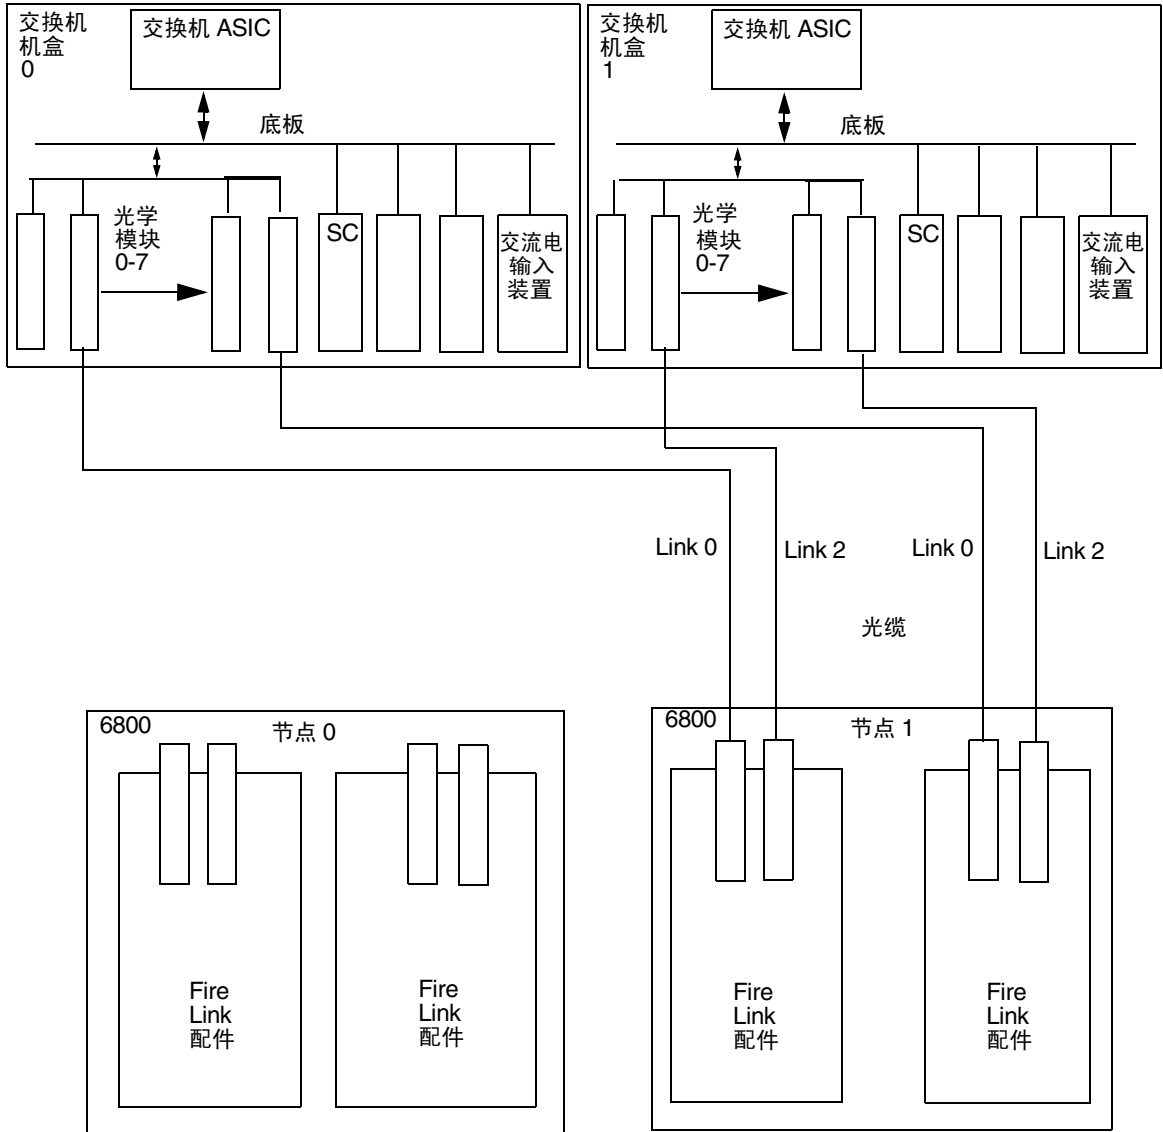 交换机
机盒
0
交换机 ASIC
底板
光学
模块
0-7
SC
交流电
输入
装置
交换机
机盒
1
交换机 ASIC
底板
光学
模块
0-7
SC
交流电
输入
装置
Link 0
Link 2
Link 0
Link 2
光缆
6800
节点 0
Fire
Link
配件
Fire
Link
配件
6800
节点 1
Fire
Link
配件
Fire
Link
配件